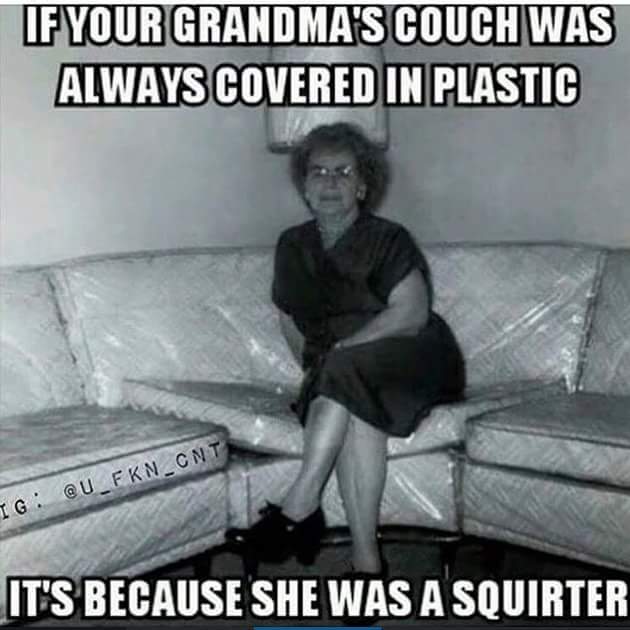 IF YOUR GRANDMA'S COUCH WAS
ALWAYS COVERED IN PLASTIC
IG: @U_FKN_CNT
IT'S BECAUSE SHE WAS A SQUIRTER